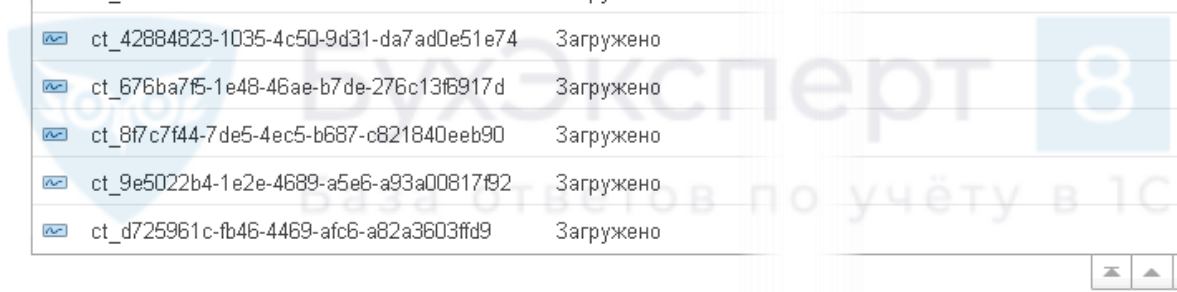 ct_42884823-1035-4c50-9d31-da7ad0e51e74 Загружено
ct_676ba7f5-1e48-46ae-b7de-276c13f6917d Загружено
ct_8f7c7f44-7de5-4ec5-b687-c821840eeb90 Загружено
ct_9e5022b4-1e2e-4689-a5e6-a93a00817f92 Загружено
ct_d725961c-fb46-4469-afc6-a82a3603ffd9 Загружено
БухЭксперт 8
База ответов по учёту в 1С